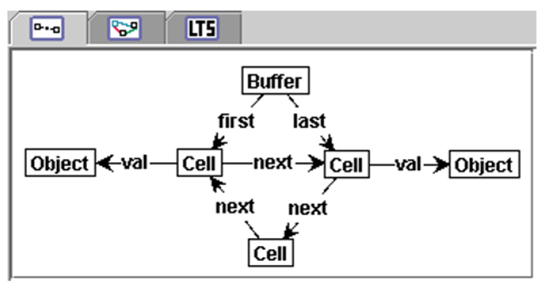 LTS
Buffer
first last
Object val Cell next Cell val Object
next next
Cell